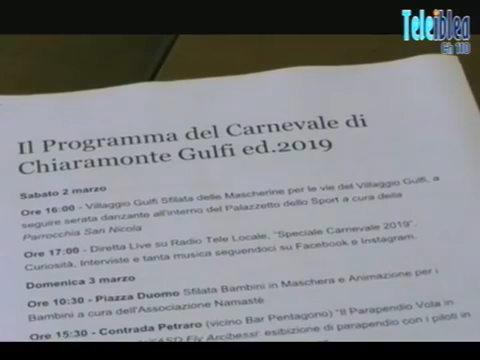 Teleiblea
Ch 110
Il Programma del Carnevale di
Chiaramonte Gulfi ed.2019
Sabato 2 marzo
Ore 16:00 - Villaggio Gulfi Sfilata delle Mascherine per le vie del Villaggio Gulfi, a
seguire serata danzante all'interno del Palazzetto dello Sport a cura della
Parrocchia San Nicola
Ore 17:00 - Diretta Live su Radio Tele Locale, "Speciale Carnevale 2019".
Curiosità, Interviste e tanta musica seguendoci su Facebook e Instagram.
Domenica 3 marzo
Ore 10:30 - Piazza Duomo Sfilata Bambini in Maschera e Animazione per i
Bambini a cura dell'Associazione Namastè
Ore 15:30 - Contrada Petraro (vicino Bar Pentagono) "Il Parapendio Vola in
Fly Arcibessi, esibizione di parapendio con i piloti in